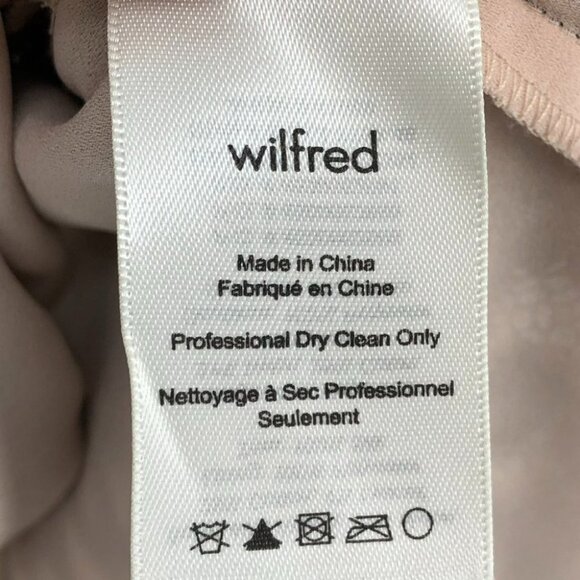 wilfred
Made in China
Fabriqué en Chine
Professional Dry Clean Only
Nettoyage à Sec Professionnel
Seulement